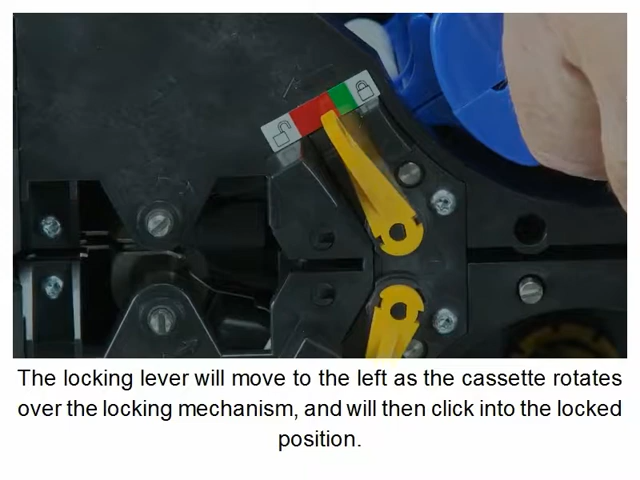 The locking lever will move to the left as the cassette rotates
over the locking mechanism, and will then click into the locked
position.